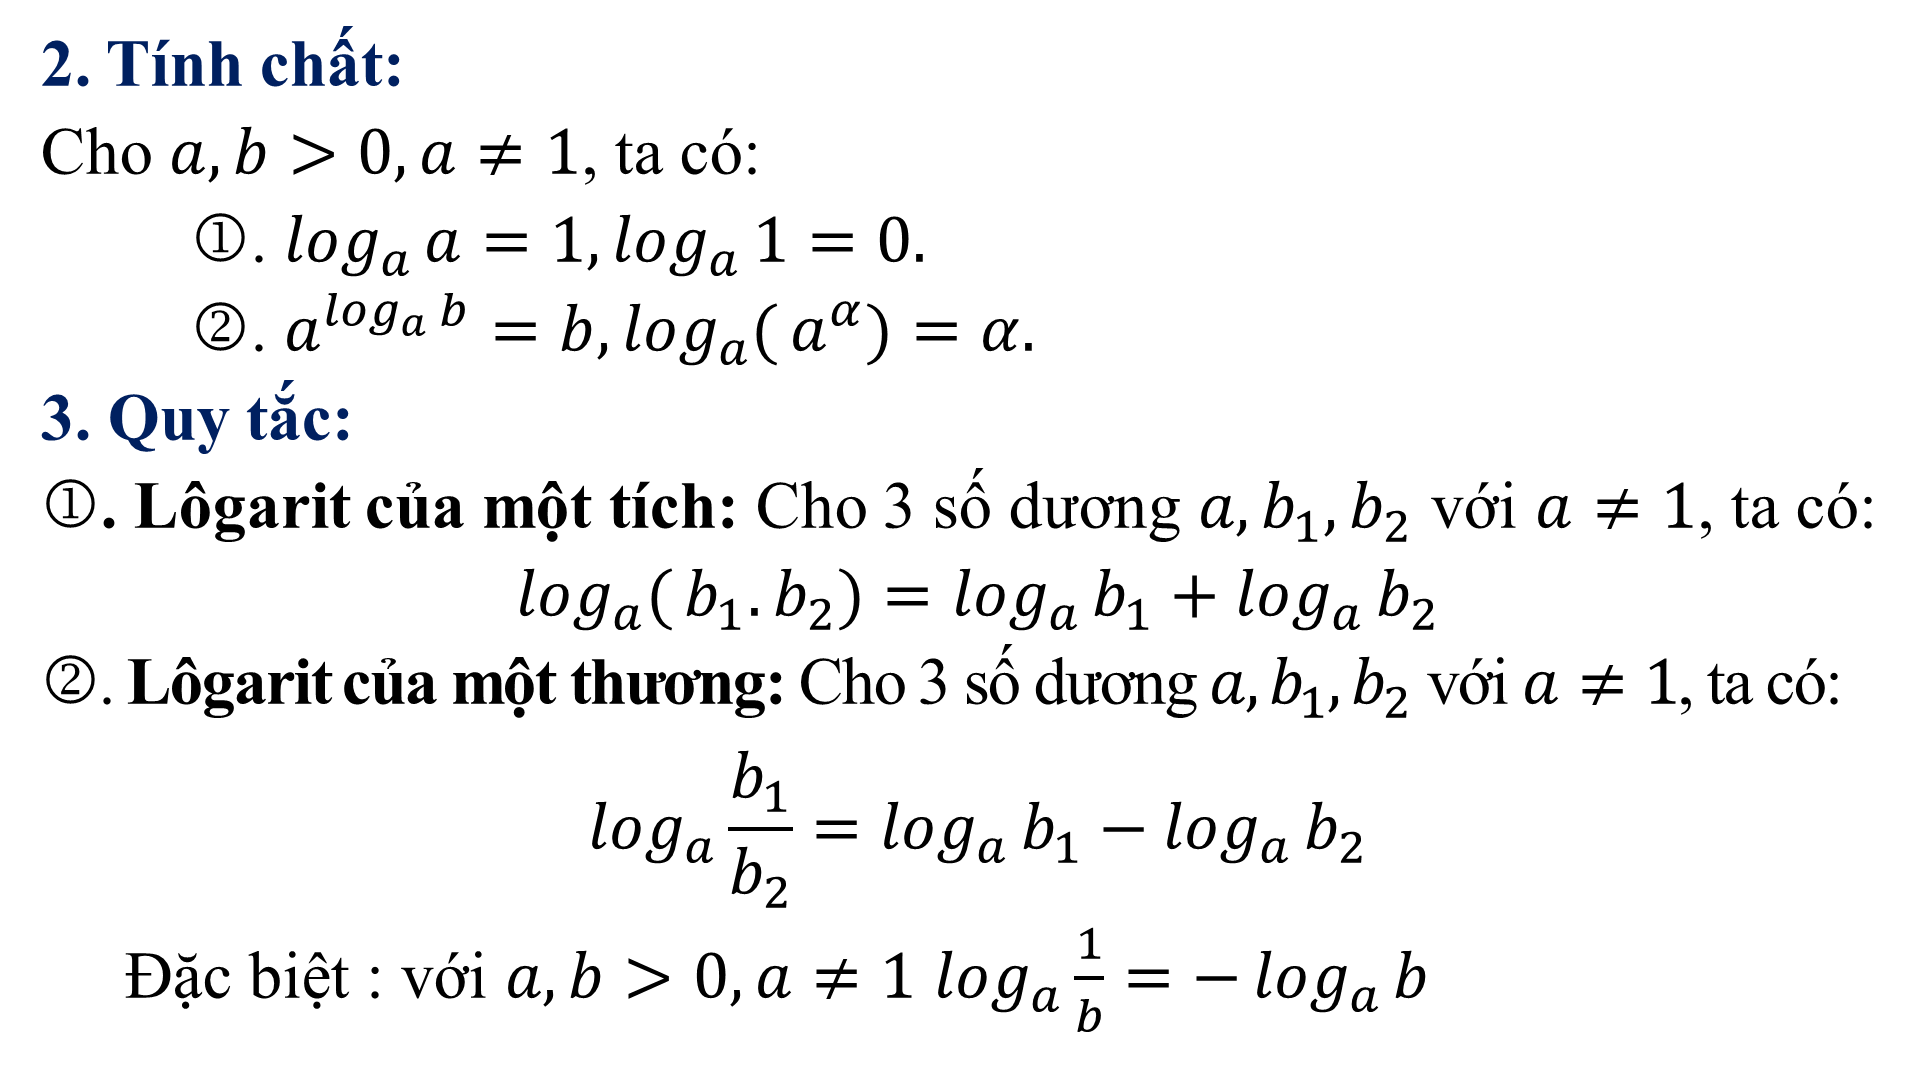 2. Tính chất:
Cho a, b > 0, a ≠ 1, ta có:
①. log_a a = 1, log_a 1 = 0.
②. a^{log_a b} = b, log_a( a^α) = α.
3. Quy tắc:
①. Lôgarit của một tích: Cho 3 số dương a, b₁, b₂ với a ≠ 1, ta có:
log_a( b₁. b₂) = log_a b₁ + log_a b₂
②. Lôgarit của một thương: Cho 3 số dương a, b₁, b₂ với a ≠ 1, ta có:
log_a \frac{b₁}{b₂} = log_a b₁ − log_a b₂
Đặc biệt : với a, b > 0, a ≠ 1 log_a \frac{1}{b} = − log_a b